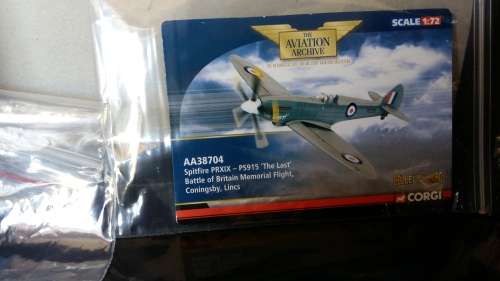 SCALE 1:72
THE
AVIATION
ARCHIVE
AA38704
Spitfire PRXIX – PS915 'The Last'
Battle of Britain Memorial Flight,
Coningsby, Lincs
CORGI